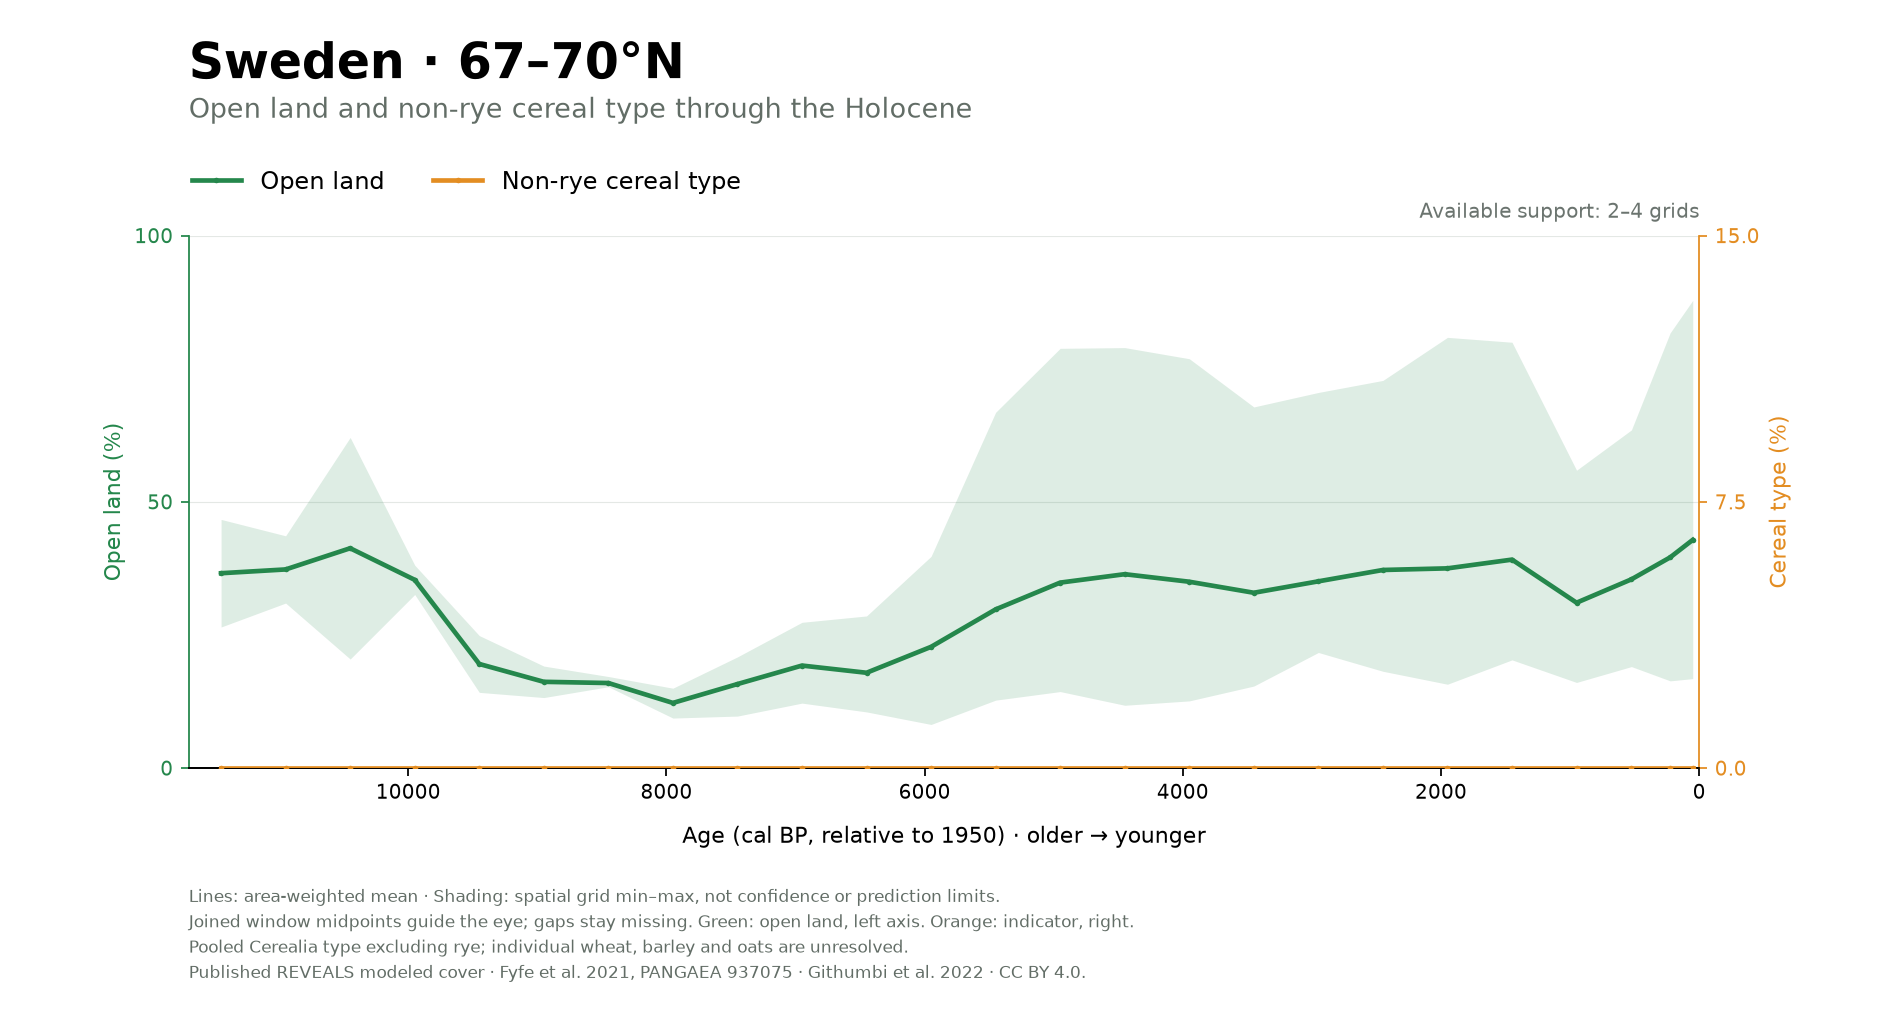 Sweden · 67–70°N
Open land and non-rye cereal type through the Holocene
Open land
Non-rye cereal type
Available support: 2–4 grids
100
50
0
Open land (%)
15.0
7.5
0.0
Cereal type (%)
10000
8000
6000
4000
2000
0
Age (cal BP, relative to 1950) · older → younger
Lines: area-weighted mean · Shading: spatial grid min–max, not confidence or prediction limits.
Joined window midpoints guide the eye; gaps stay missing. Green: open land, left axis. Orange: indicator, right.
Pooled Cerealia type excluding rye; individual wheat, barley and oats are unresolved.
Published REVEALS modeled cover · Fyfe et al. 2021, PANGAEA 937075 · Githumbi et al. 2022 · CC BY 4.0.